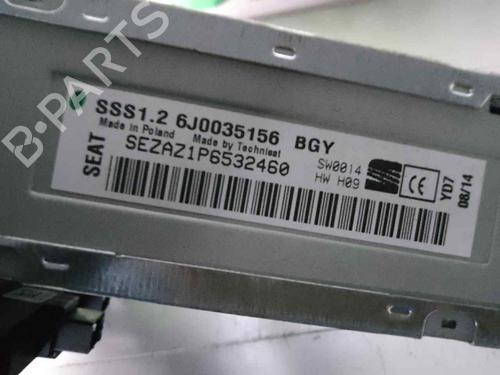 B-PARTS
SSS1.2 6J0035156 BGY
Made in Poland Made by Technisat
SEAT
SEZAZ1P6532460
SW0014
HW H09
CE
YD7
08/14